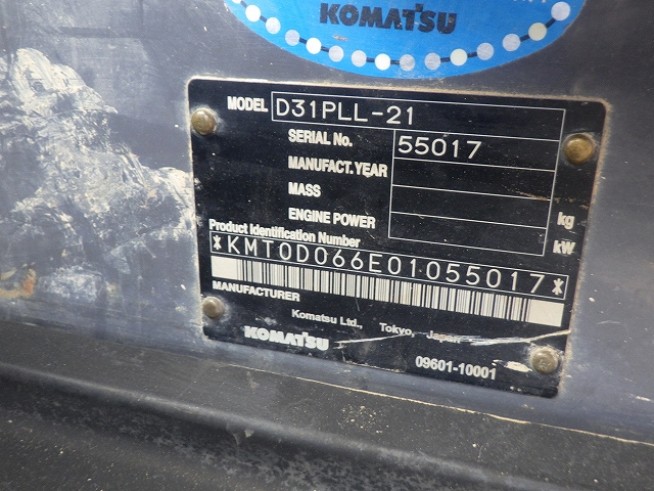 KOMATSU
MODEL D31PLL-21
SERIAL No. 55017
MANUFACT. YEAR
MASS kg
ENGINE POWER kW
Product Identification Number
*KMT0D066E01055017*
MANUFACTURER
Komatsu Ltd., Tokyo, Japan
KOMATSU
09601-10001